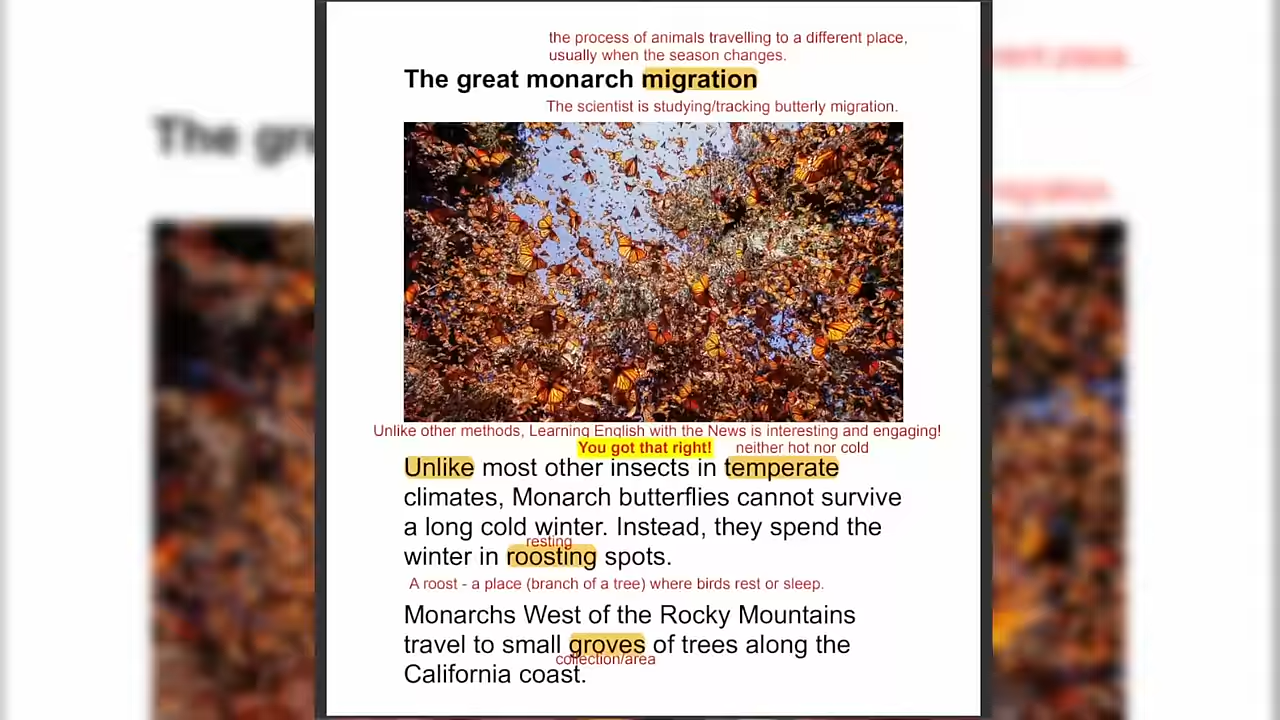 the process of animals travelling to a different place,
usually when the season changes.
The great monarch migration
The scientist is studying/tracking butterly migration.
Unlike other methods, Learning English with the News is interesting and engaging!
You got that right! neither hot nor cold
Unlike most other insects in temperate
climates, Monarch butterflies cannot survive
a long cold winter. Instead, they spend the
resting
winter in roosting spots.
A roost - a place (branch of a tree) where birds rest or sleep.
Monarchs West of the Rocky Mountains
travel to small groves of trees along the
collection/area
California coast.